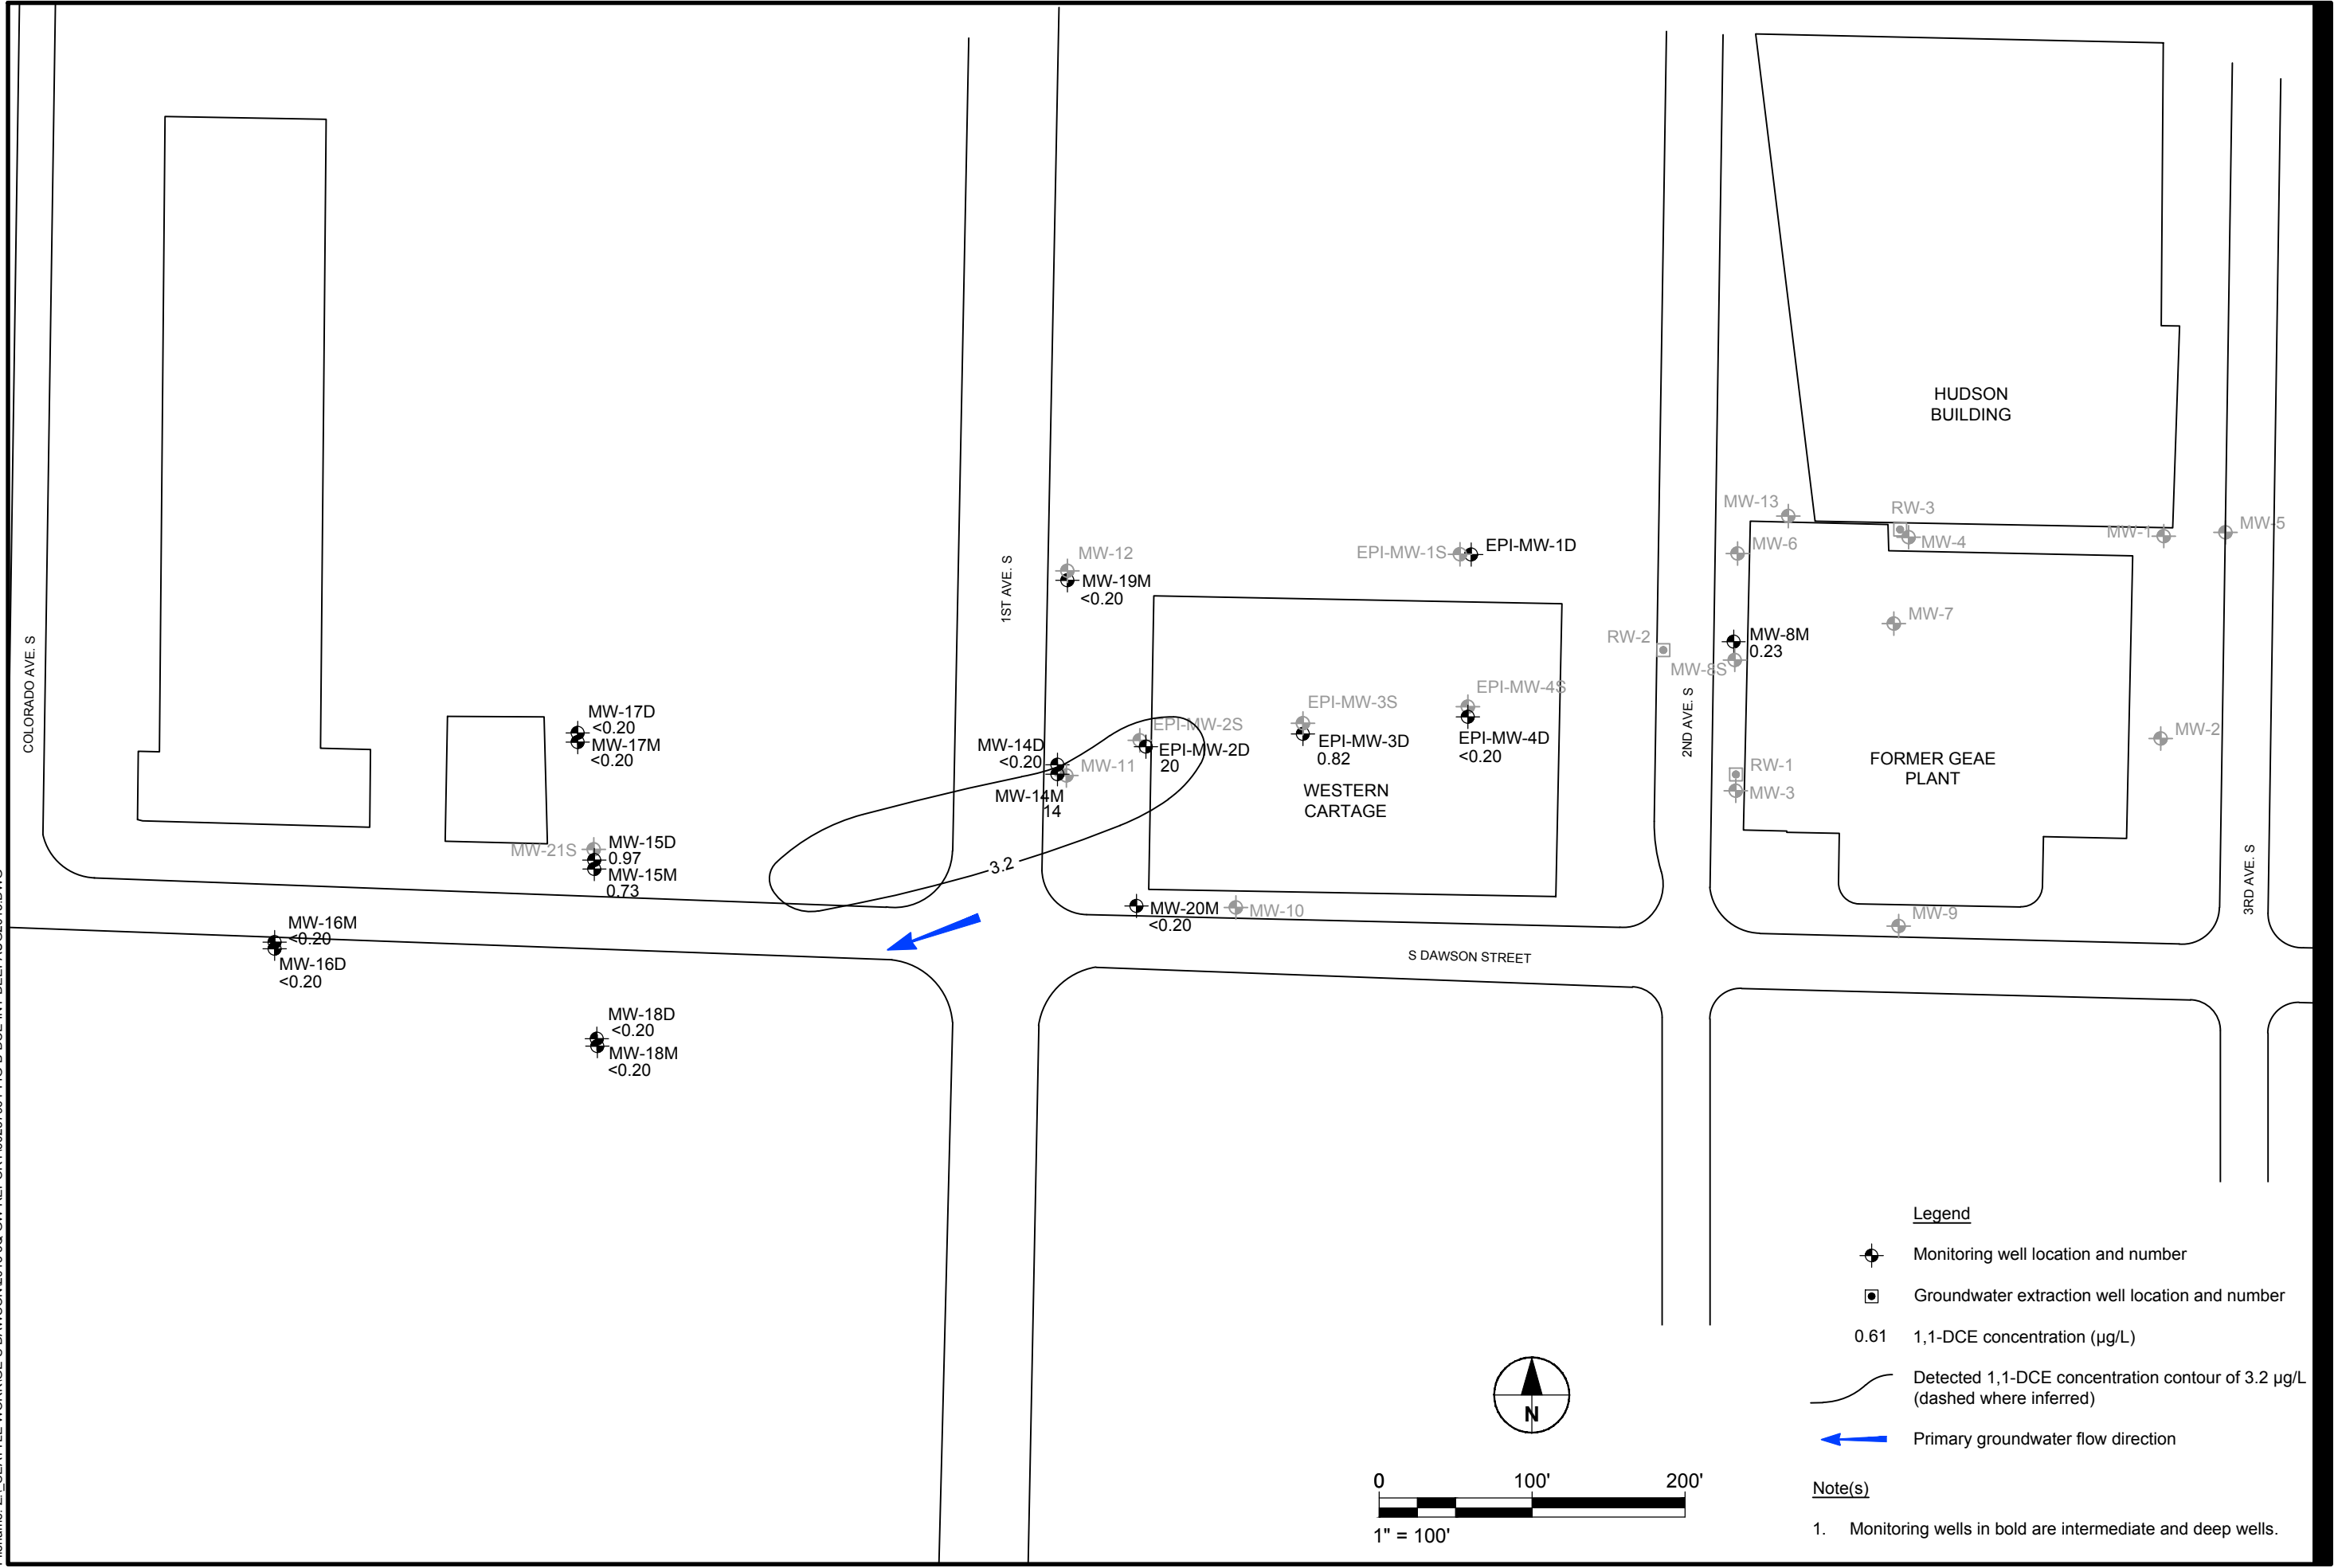 HUDSON
BUILDING
MW-13
RW-3
MW-4
MW-1
MW-5
MW-6
MW-12
MW-19M
<0.20
EPI-MW-1S
EPI-MW-1D
1ST AVE. S
COLORADO AVE. S
RW-2
MW-8M
0.23
MW-8S
MW-7
2ND AVE. S
MW-17D
<0.20
MW-17M
<0.20
MW-14D
<0.20
MW-11
MW-14M
14
EPI-MW-2S
EPI-MW-2D
20
EPI-MW-3S
EPI-MW-3D
0.82
EPI-MW-4S
EPI-MW-4D
<0.20
WESTERN
CARTAGE
RW-1
MW-3
FORMER GEAE
PLANT
MW-2
MW-21S
MW-15D
0.97
MW-15M
0.73
3.2
3RD AVE. S
MW-16M
<0.20
MW-16D
<0.20
MW-20M
<0.20
MW-10
MW-9
S DAWSON STREET
MW-18D
<0.20
MW-18M
<0.20
Legend
Monitoring well location and number
Groundwater extraction well location and number
0.61 1,1-DCE concentration (µg/L)
Detected 1,1-DCE concentration contour of 3.2 µg/L
(dashed where inferred)
Primary groundwater flow direction
N
0 100' 200'
1" = 100'
Note(s)
1. Monitoring wells in bold are intermediate and deep wells.